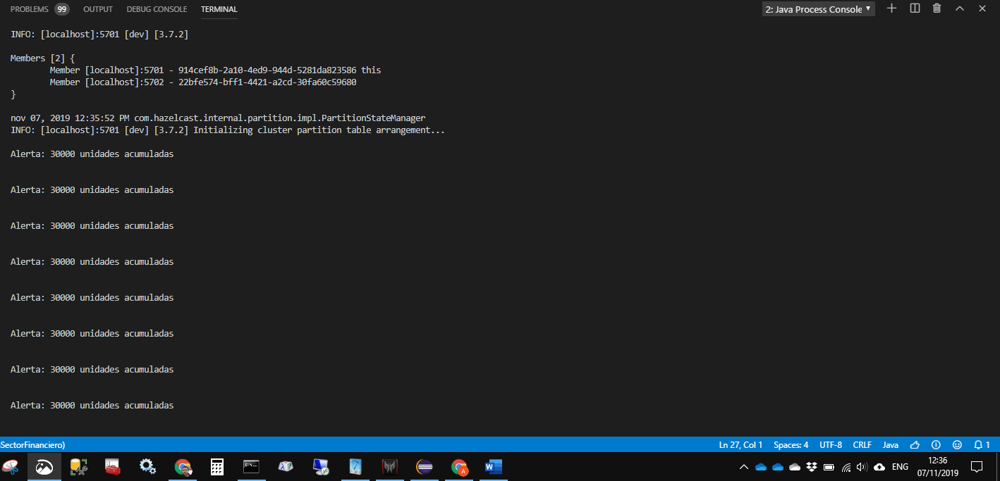 PROBLEMS 99 OUTPUT DEBUG CONSOLE TERMINAL 2: Java Process Console
INFO: [localhost]:5701 [dev] [3.7.2]
Members [2] {
Member [localhost]:5701 - 914cef8b-2a10-4ed9-944d-5281da823586 this
Member [localhost]:5702 - 22bfe574-bff1-4421-a2cd-30fa60c59680
}
nov 07, 2019 12:35:52 PM com.hazelcast.internal.partition.impl.PartitionStateManager
INFO: [localhost]:5701 [dev] [3.7.2] Initializing cluster partition table arrangement...
Alerta: 30000 unidades acumuladas
Alerta: 30000 unidades acumuladas
Alerta: 30000 unidades acumuladas
Alerta: 30000 unidades acumuladas
Alerta: 30000 unidades acumuladas
Alerta: 30000 unidades acumuladas
Alerta: 30000 unidades acumuladas
Alerta: 30000 unidades acumuladas
SectorFinanciero) Ln 27, Col 1 Spaces: 4 UTF-8 CRLF Java 1
ENG 12:36
07/11/2019